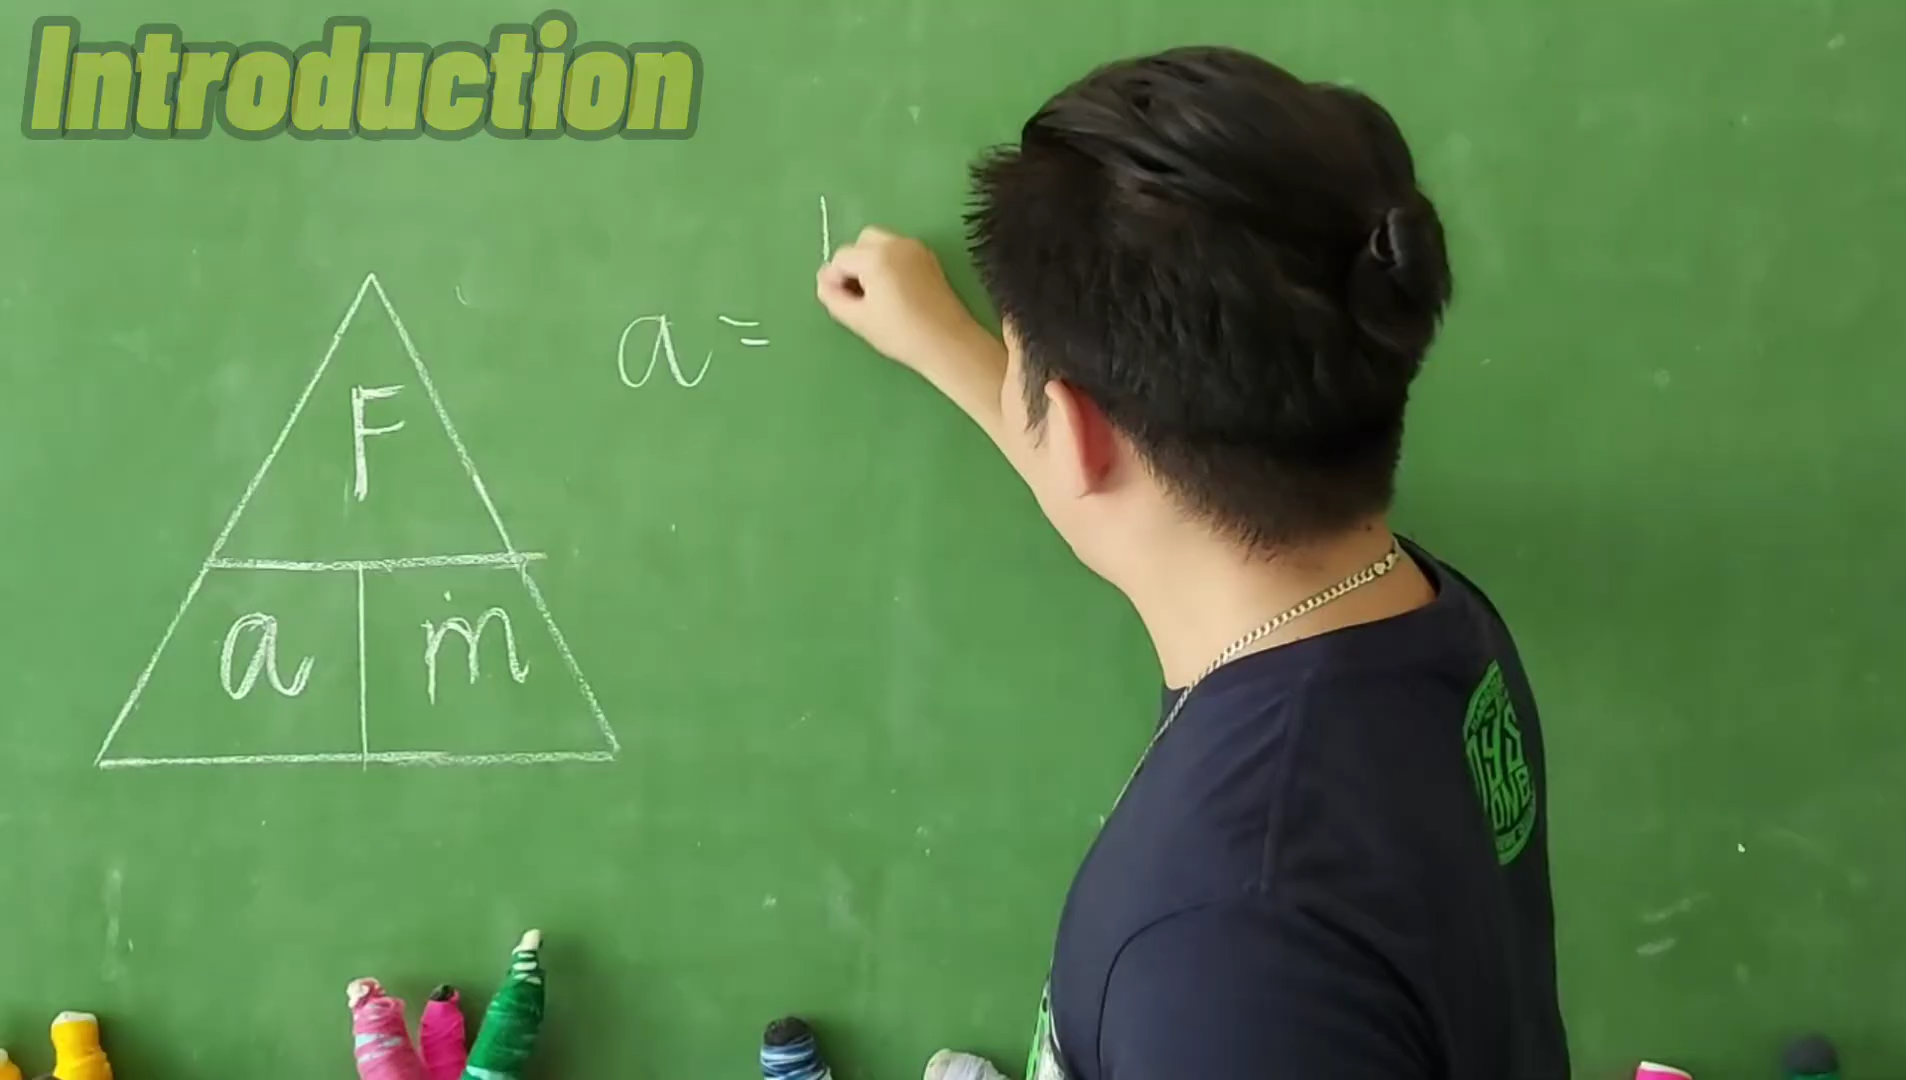 Introduction
a =
F
a m